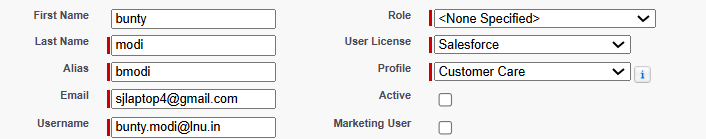 First Name bunty Role <None Specified>
Last Name modi User License Salesforce
Alias bmodi Profile Customer Care i
Email sjlaptop4@gmail.com Active
Username bunty.modi@lnu.in Marketing User